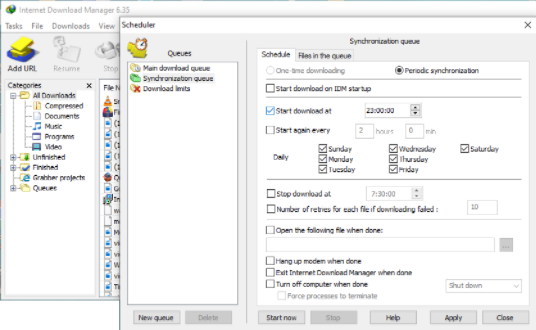 Internet Download Manager 6.35
Tasks File Downloads View
Add URL
Resume
Stop
Categories
File N
All Downloads
Compressed
Documents
Music
Programs
Video
Unfinished
Finished
Grabber projects
Queues
Scheduler
Queues
Main download queue
Synchronization queue
Download limits
New queue
Delete
Synchronization queue
Schedule
Files in the queue
One-time downloading
Periodic synchronization
Start download on IDM startup
Start download at
23:00:00
Start again every
2
hours
0
min
Daily
Sunday
Wednesday
Saturday
Monday
Thursday
Tuesday
Friday
Stop download at
7:30:00
Number of retries for each file if downloading failed :
10
Open the following file when done:
...
Hang up modem when done
Exit Internet Download Manager when done
Turn off computer when done
Shut down
Force processes to terminate
Start now
Stop
Help
Apply
Close